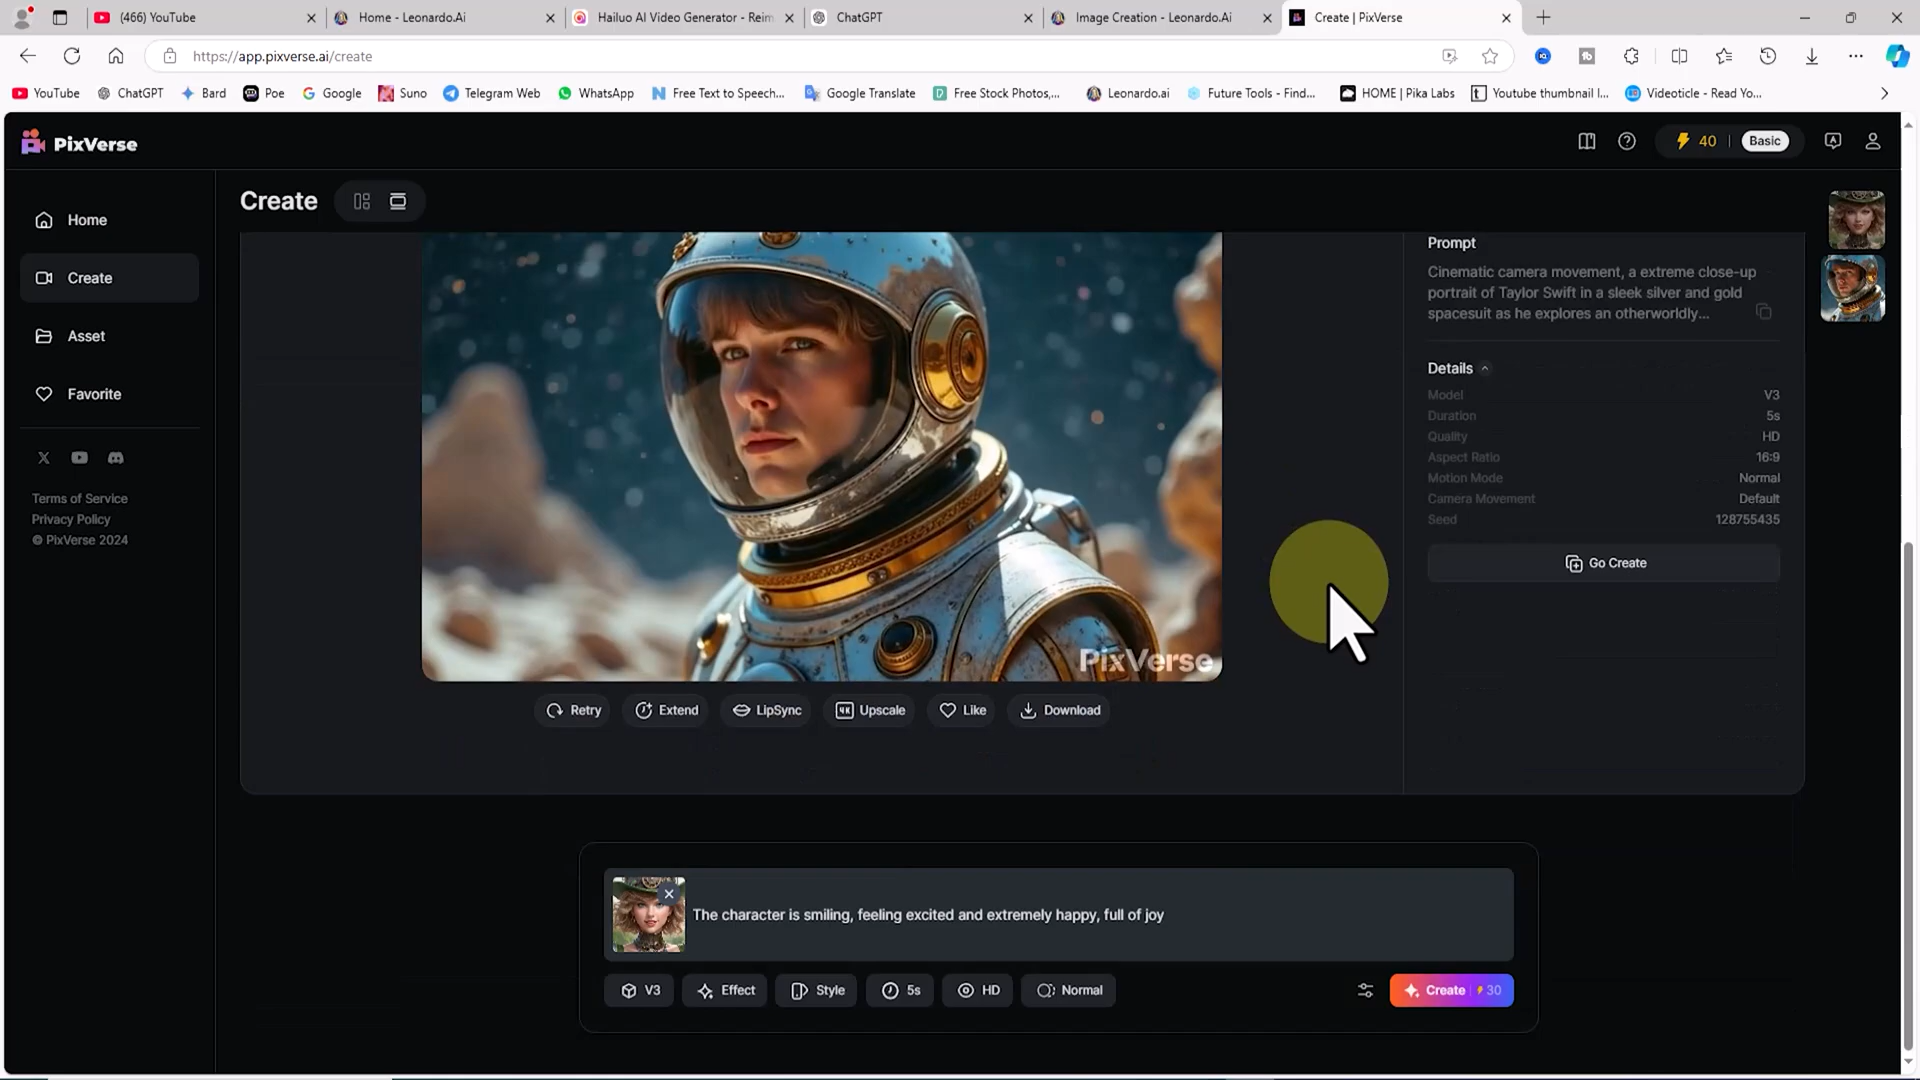 (466) YouTube
Home - Leonardo.Ai
Hailuo AI Video Generator - Reim
ChatGPT
Image Creation - Leonardo.Ai
Create | PixVerse
https://app.pixverse.ai/create
YouTube
ChatGPT
Bard
Poe
Google
Suno
Telegram Web
WhatsApp
Free Text to Speech...
Google Translate
Free Stock Photos,...
Leonardo.ai
Future Tools - Find...
HOME | Pika Labs
Youtube thumbnail l...
Videoticle - Read Yo...
PixVerse
40
Basic
Home
Create
Asset
Favorite
Terms of Service
Privacy Policy
© PixVerse 2024
Create
PixVerse
Retry
Extend
LipSync
4K
Upscale
Like
Download
Prompt
Cinematic camera movement, a extreme close-up
portrait of Taylor Swift in a sleek silver and gold
spacesuit as he explores an otherworldly...
Details
Model V3
Duration 5s
Quality HD
Aspect Ratio 16:9
Motion Mode Normal
Camera Movement Default
Seed 128755435
Go Create
The character is smiling, feeling excited and extremely happy, full of joy
V3
Effect
Style
5s
HD
Normal
Create
30